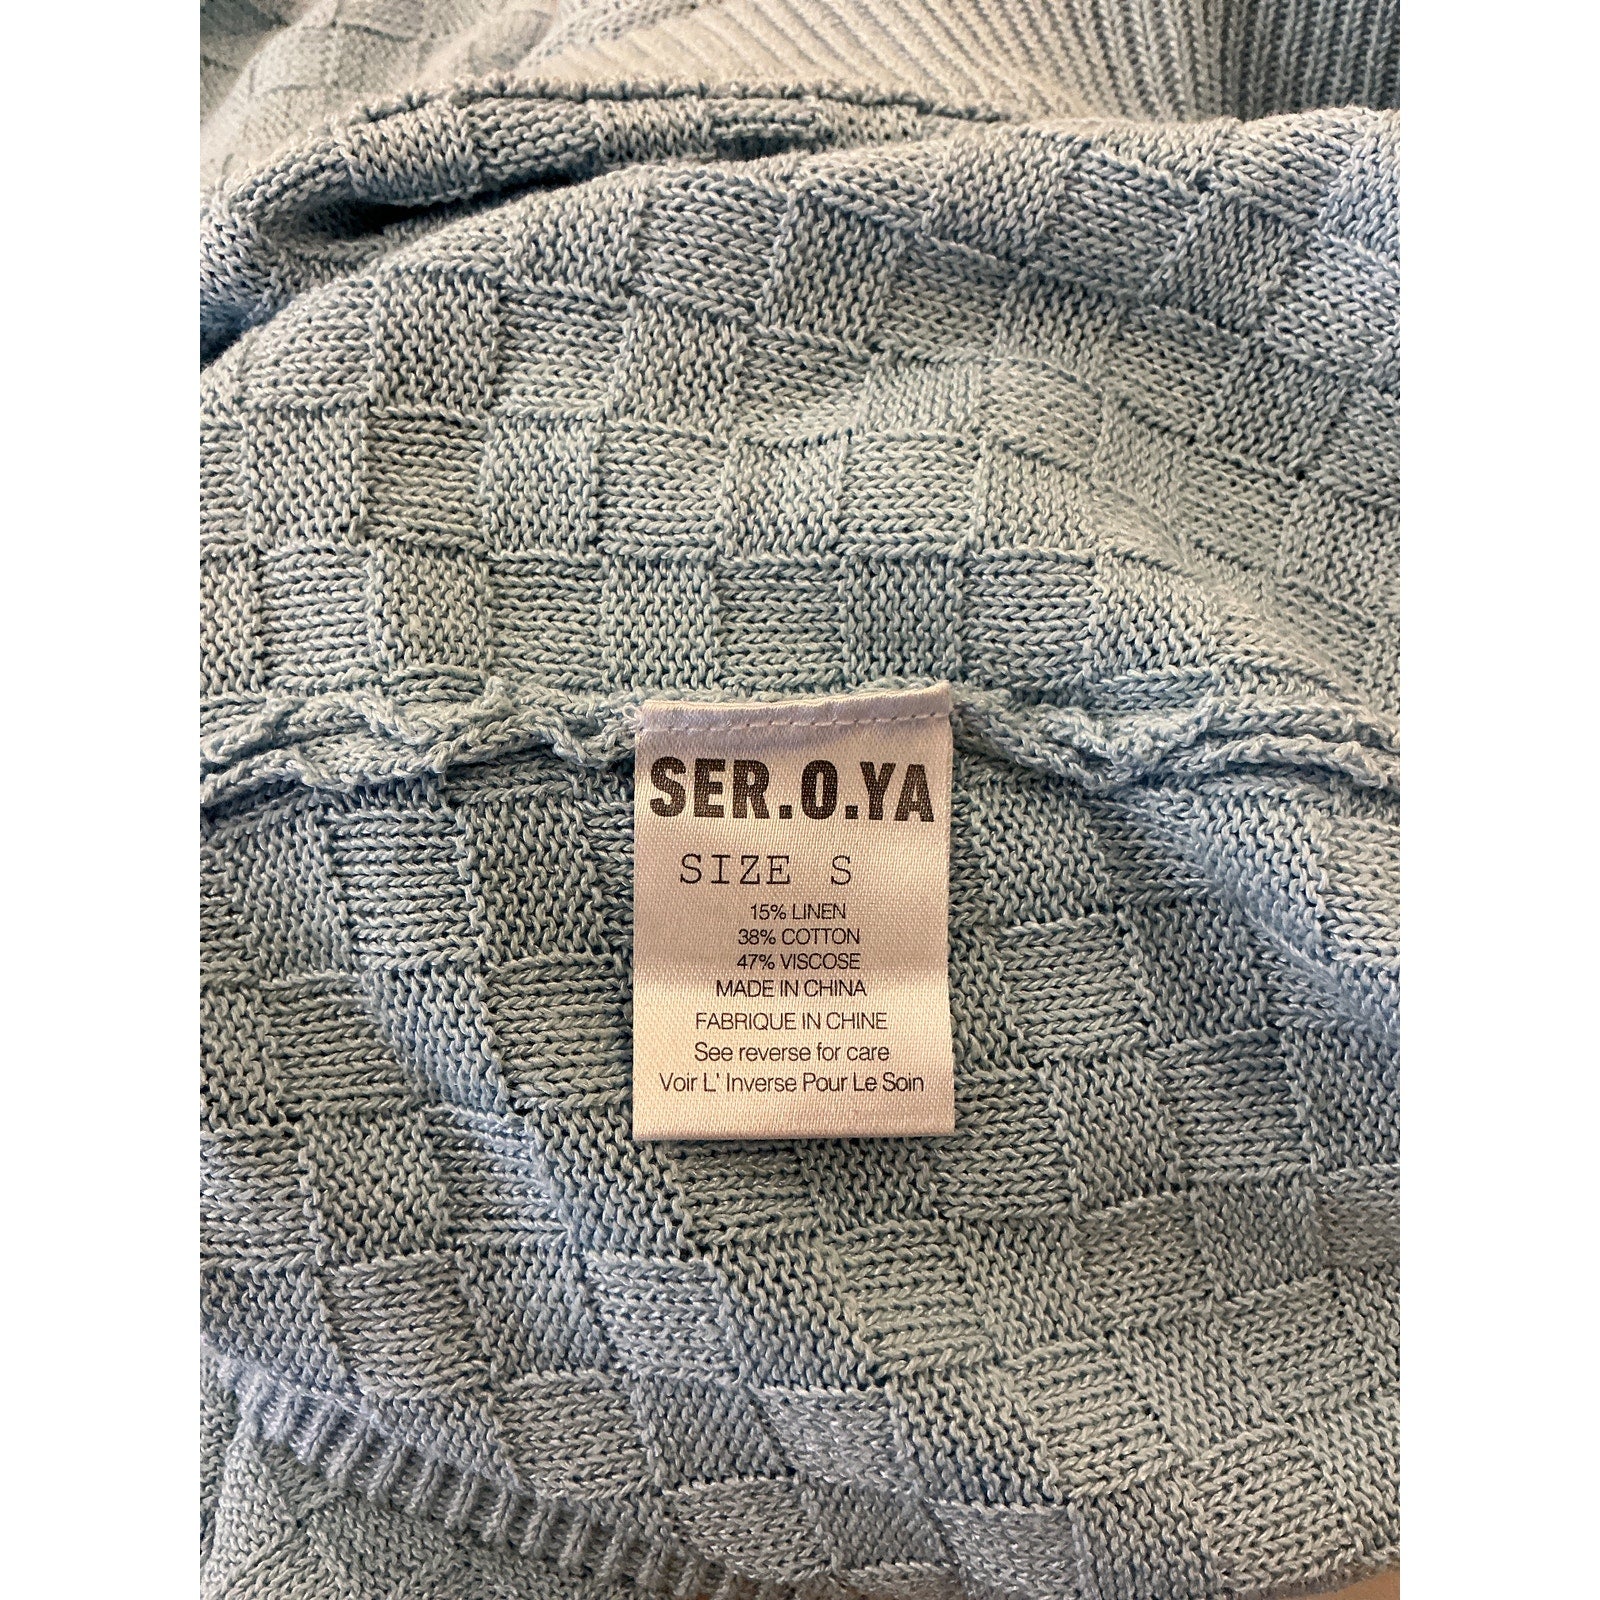 SER.O.YA
SIZE S
15% LINEN
38% COTTON
47% VISCOSE
MADE IN CHINA
FABRIQUE IN CHINE
See reverse for care
Voir L' Inverse Pour Le Soin